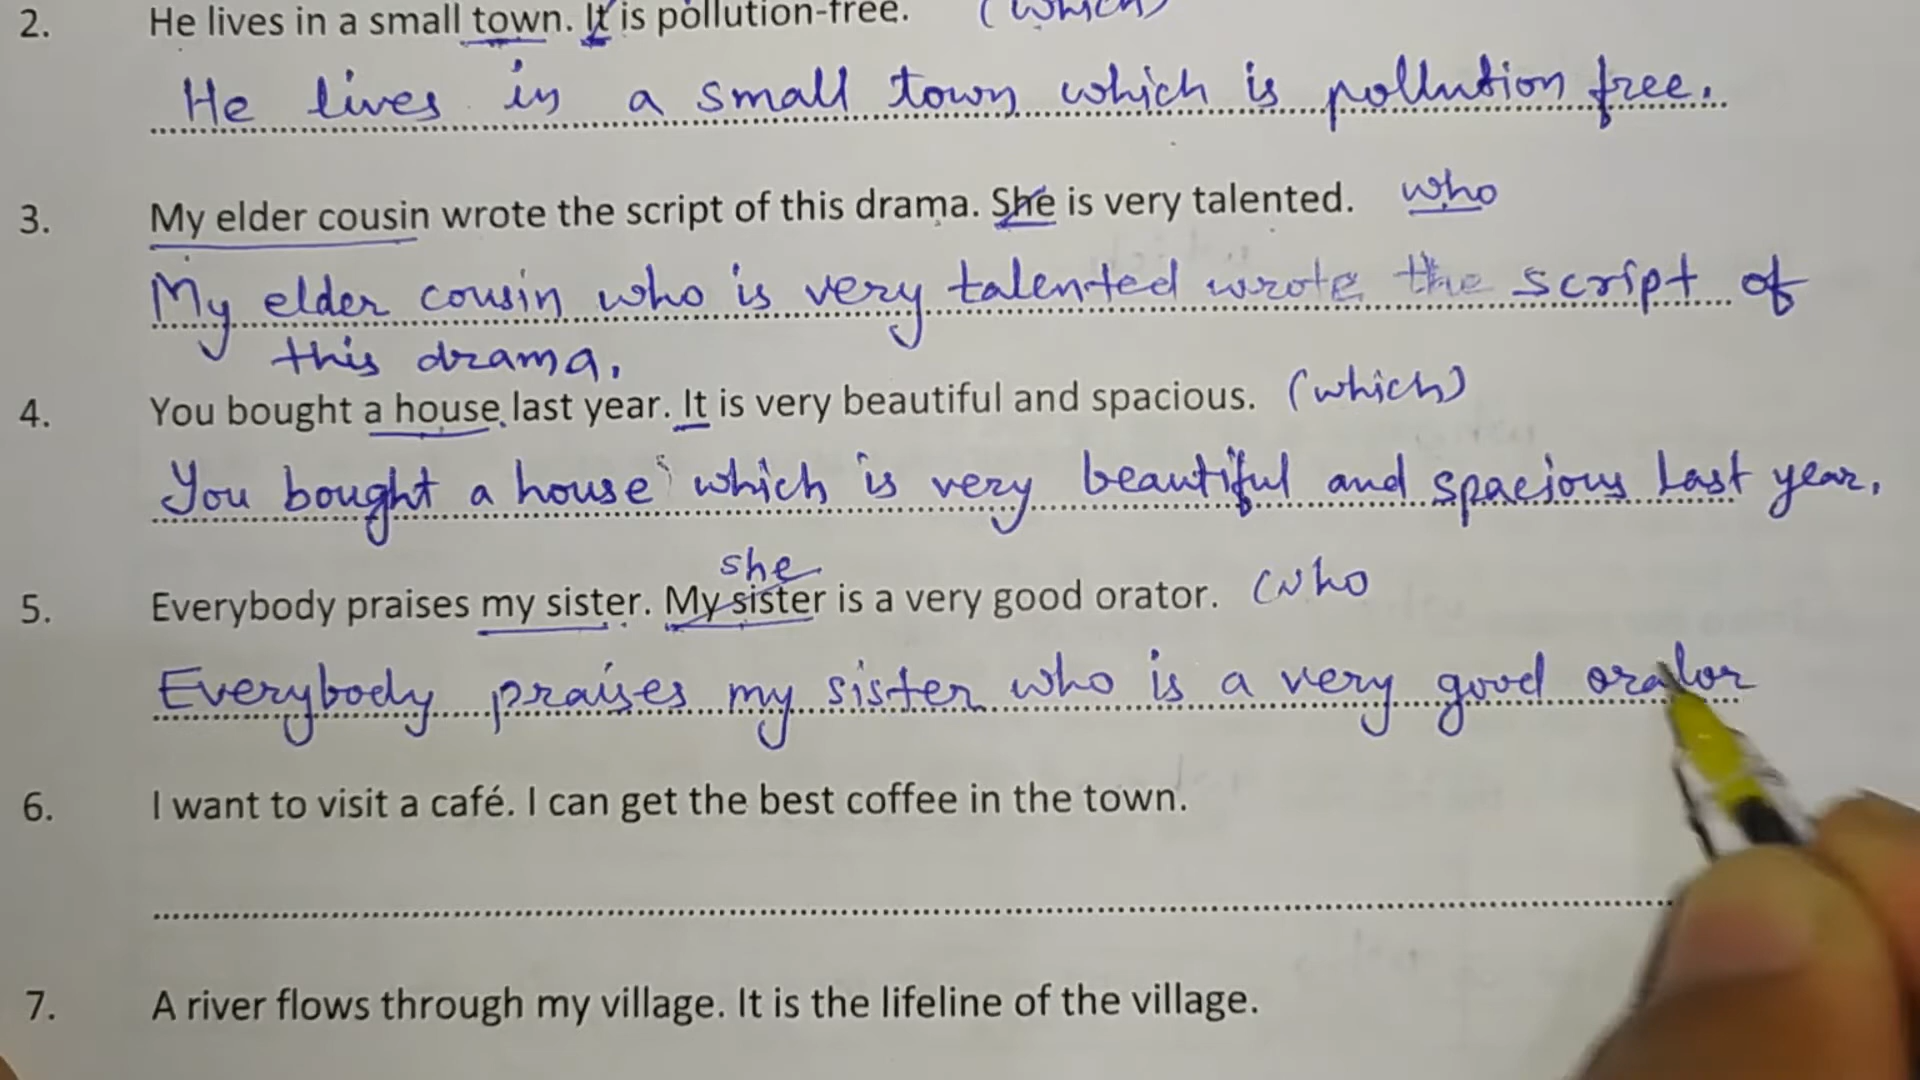 2. He lives in a small town. It is pollution-free. (which)
He lives in a small town which is pollution free.
3. My elder cousin wrote the script of this drama. She is very talented. who
My elder cousin who is very talented wrote the script of
this drama.
4. You bought a house last year. It is very beautiful and spacious. (which)
You bought a house which is very beautiful and spacious last year.
she
5. Everybody praises my sister. My sister is a very good orator. (who
Everybody praises my sister who is a very good orator
6. I want to visit a café. I can get the best coffee in the town.
7. A river flows through my village. It is the lifeline of the village.